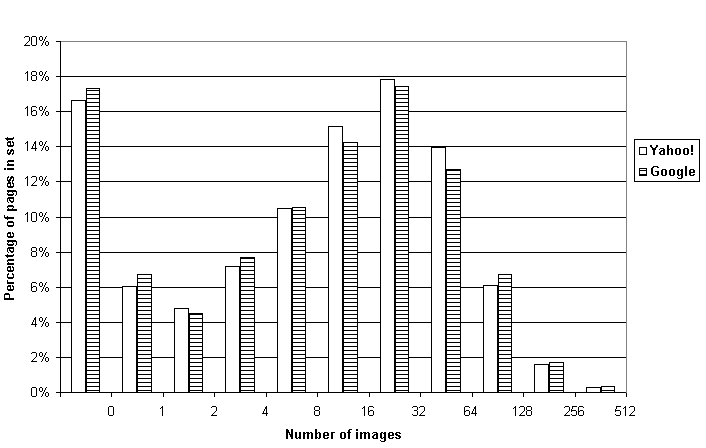 20%
18%
16%
14%
12%
10%
8%
6%
4%
2%
0%
Percentage of pages in set
0 1 2 4 8 16 32 64 128 256 512
Number of images
Yahoo!
Google